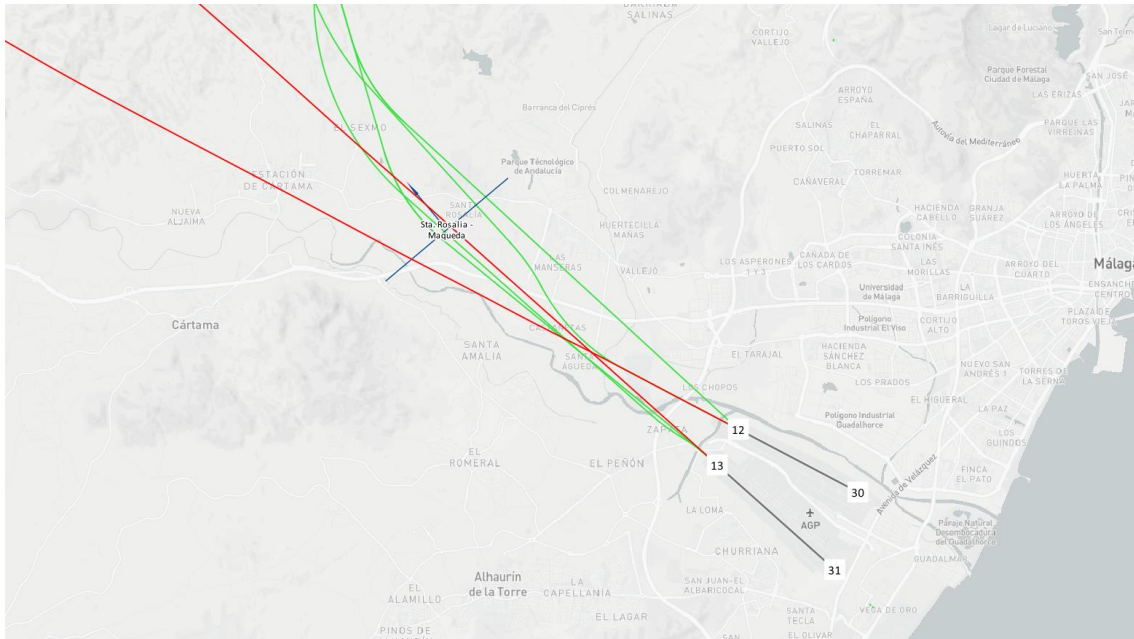 BARRIADA
SALINAS
CORTIJO
VALLEJO
Lagar de Luciano
San Telmo
Parque Forestal
Ciudad de Málaga
SAN JOSÉ
ARROYO
ESPAÑA
LAS ERIZAS
Barranca del Ciprés
SALINAS
EL
CHAPARRAL
Autovía del Mediterráneo
PARQUE LAS
VIRREINAS
EL SEXMO
PUERTO SOL
ESTACIÓN
DE CÁRTAMA
Parque Tecnológico
de Andalucía
TORREMAR
CAÑAVERAL
HUERTA
LA PALMA
COLMENAREJO
NUEVA
ALJAIMA
SANTA
ROSALÍA
HACIENDA
CABELLO
GRANJA
SUÁREZ
ARROYO DE
LOS ÁNGELES
Sta. Rosalia -
Maqueda
HUERTECILLA
MAÑAS
COLONIA
SANTA INÉS
LAS
MANSERAS
VALLEJO
LOS ASPERONES
1 Y 3
CAÑADA DE
LOS CARDOS
LAS
MORILLAS
ARROYO DEL
CUARTO
Málaga
Universidad
de Málaga
LA
BARRIGUILLA
ENSANCHE
CENTRO
Cártama
CASTAÑETAS
Polígono
Industrial El Viso
CORTIJO
ALTO
PLAZA DE
TOROS VIEJA
SANTA
AMALIA
SANTA
ÁGUEDA
EL TARAJAL
HACIENDA
SÁNCHEZ
BLANCA
NUEVO SAN
ANDRÉS 1
TORRES DE
LA SERNA
LOS CHOPOS
LOS PRADOS
EL HIGUERAL
LA PAZ
Polígono Industrial
Guadalhorce
ZAPATA
12
LOS
GUINDOS
EL
ROMERAL
EL PEÑÓN
13
Avenida de Velázquez
FINCA
EL PATO
30
LA LOMA
AGP
Paraje Natural
Desembocadura
del Guadalhorce
CHURRIANA
GUADALMAR
31
Alhaurín
de la Torre
EL
ALAMILLO
LA
CAPELLANIA
SAN JUAN-EL
ALBARICOCAL
SANTA
TECLA
VEGA DE ORO
EL LAGAR
PINOS DE
EL OLIVAR